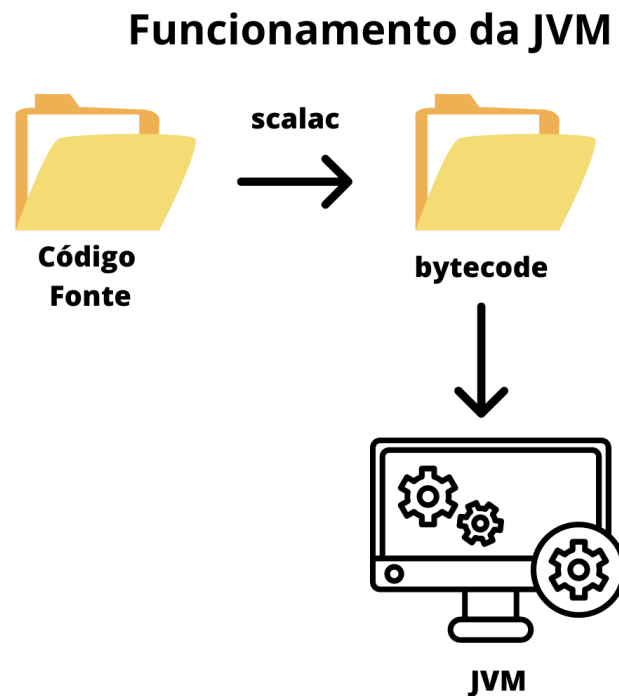 Funcionamento da JVM
scalac
Código
Fonte
bytecode
JVM